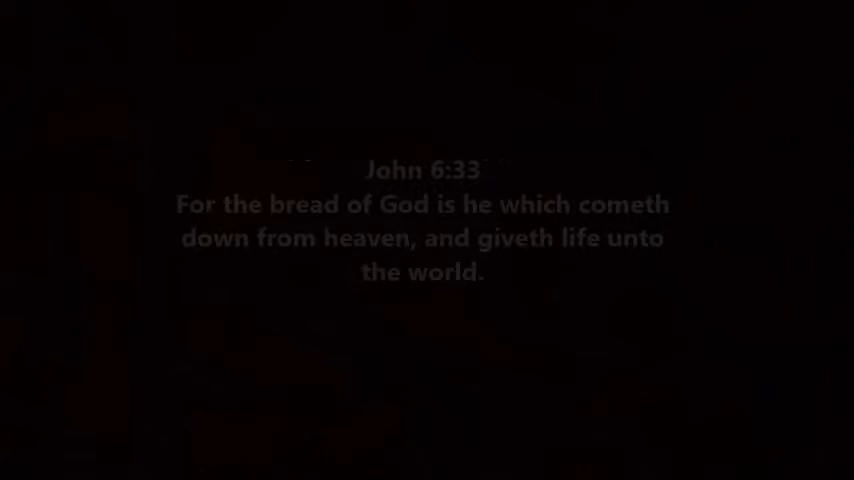 John 6:33
For the bread of God is he which cometh
down from heaven, and giveth life unto
the world.